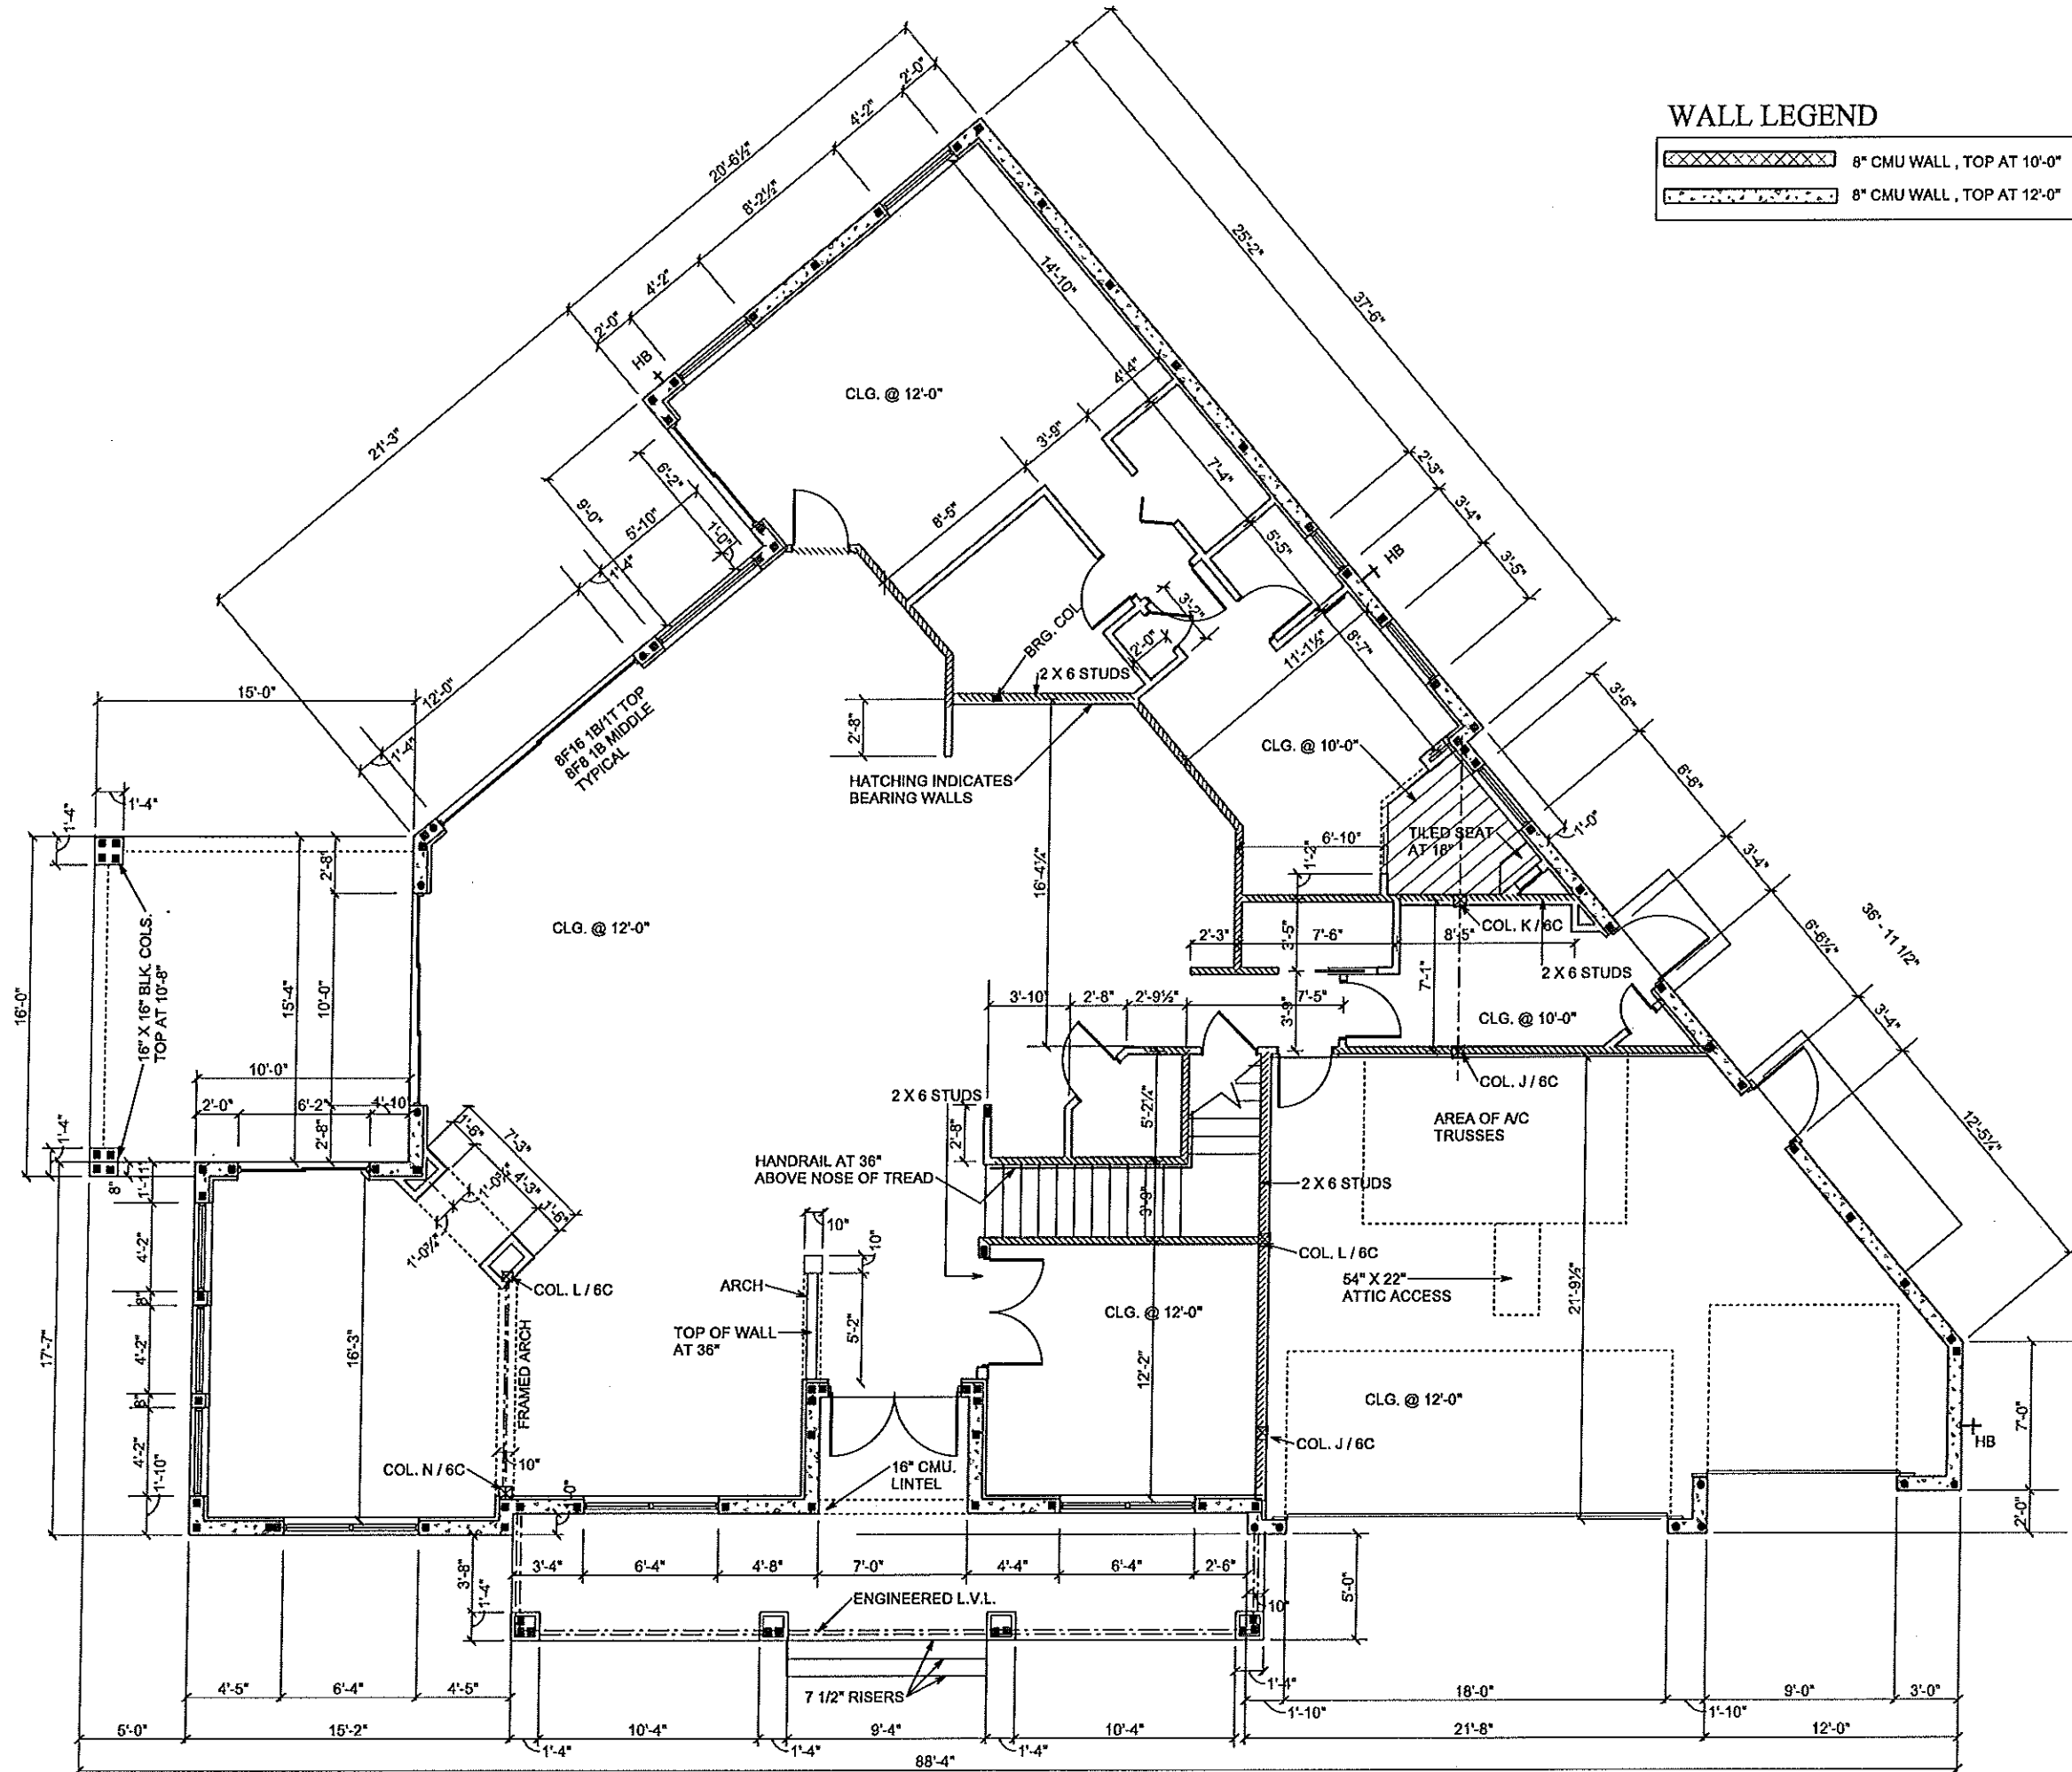 WALL LEGEND
8" CMU WALL , TOP AT 10'-0"
8" CMU WALL , TOP AT 12'-0"
20'-6½"
2'-0"
4'-2"
8'-2½"
4'-2"
2'-0"
HB
21'-3"
25'-2"
37'-6"
14'-10"
CLG. @ 12'-0"
4'-4"
3'-9"
8'-5"
7'-4"
5'-5"
2'-3"
3'-4"
3'-5"
HB
6'-2"
9'-0"
5'-10"
1'-0"
1'-4"
12'-0"
1'-4"
8F16 1B/1T TOP
8F8 1B MIDDLE
TYPICAL
BRG. COL
2 X 6 STUDS
3'-2"
2'-0"
11'-1½"
8'-7"
2'-8"
HATCHING INDICATES
BEARING WALLS
CLG. @ 10'-0"
TILED SEAT
AT 18"
1'-0"
3'-6"
6'-8"
3'-4"
6'-6¼"
36' - 11 1/2"
3'-4"
12'-5¼"
15'-0"
1'-4"
1'-4"
16'-0"
16" X 16" BLK. COLS.
TOP AT 10'-8"
15'-4"
2'-8"
10'-0"
2'-8"
1'-4"
CLG. @ 12'-0"
16'-4¼"
6'-10"
1'-2"
3'-5"
2'-3"
7'-6"
8'-5"
COL. K / 6C
2 X 6 STUDS
7'-1"
3'-9"
7'-5"
CLG. @ 10'-0"
3'-10"
2'-8"
2'-9½"
COL. J / 6C
10'-0"
2'-0"
6'-2"
4'-10
8"
1'-11"
1'-6"
7'-3"
1'-0½"
4'-3"
1'-6"
1'-0¾"
2 X 6 STUDS
2'-8"
5'-2¼"
HANDRAIL AT 36"
ABOVE NOSE OF TREAD
3'-9"
2 X 6 STUDS
AREA OF A/C
TRUSSES
COL. L / 6C
54" X 22"
ATTIC ACCESS
21'-9½"
10"
10"
ARCH
TOP OF WALL
AT 36"
5'-2"
CLG. @ 12'-0"
12'-2"
COL. L / 6C
FRAMED ARCH
17'-7"
4'-2"
8"
4'-2"
8"
4'-2"
1'-10"
16'-3"
COL. N / 6C
10"
16" CMU.
LINTEL
COL. J / 6C
CLG. @ 12'-0"
7'-0"
HB
2'-0"
3'-8"
1'-4"
3'-4"
6'-4"
4'-8"
7'-0"
4'-4"
6'-4"
2'-6"
ENGINEERED L.V.L.
10"
5'-0"
7 1/2" RISERS
1'-4"
4'-5"
6'-4"
4'-5"
1'-10"
18'-0"
1'-10"
9'-0"
3'-0"
5'-0"
15'-2"
1'-4"
10'-4"
1'-4"
9'-4"
1'-4"
10'-4"
21'-8"
12'-0"
88'-4"